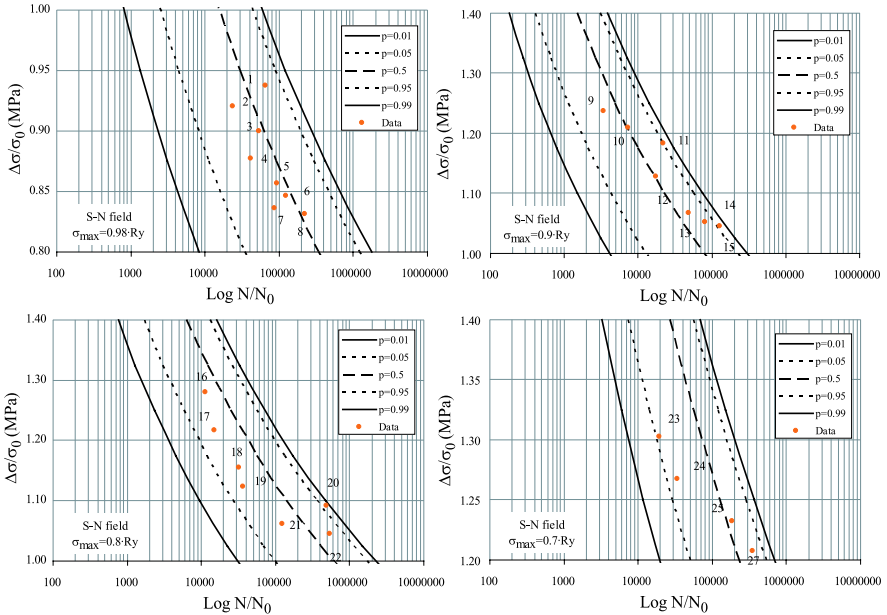 1.00
0.95
0.90
0.85
0.80
Δσ/σ0 (MPa)
p=0.01
p=0.05
p=0.5
p=0.95
p=0.99
Data
1
2
3
4
5
6
7
8
S-N field
σmax=0.98·Ry
100
1000
10000
100000
1000000
10000000
Log N/N0
1.40
1.30
1.20
1.10
1.00
Δσ/σ0 (MPa)
p=0.01
p=0.05
p=0.5
p=0.95
p=0.99
Data
9
10
11
12
13
14
15
S-N field
σmax=0.9·Ry
100
1000
10000
100000
1000000
10000000
Log N/N0
1.40
1.30
1.20
1.10
1.00
Δσ/σ0 (MPa)
p=0.01
p=0.05
p=0.5
p=0.95
p=0.99
Data
16
17
18
19
20
21
22
S-N field
σmax=0.8·Ry
100
1000
10000
100000
1000000
10000000
Log N/N0
1.40
1.35
1.30
1.25
1.20
Δσ/σ0 (MPa)
p=0.01
p=0.05
p=0.5
p=0.95
p=0.99
Data
23
24
25
27
S-N field
σmax=0.7·Ry
100
1000
10000
100000
1000000
10000000
Log N/N0